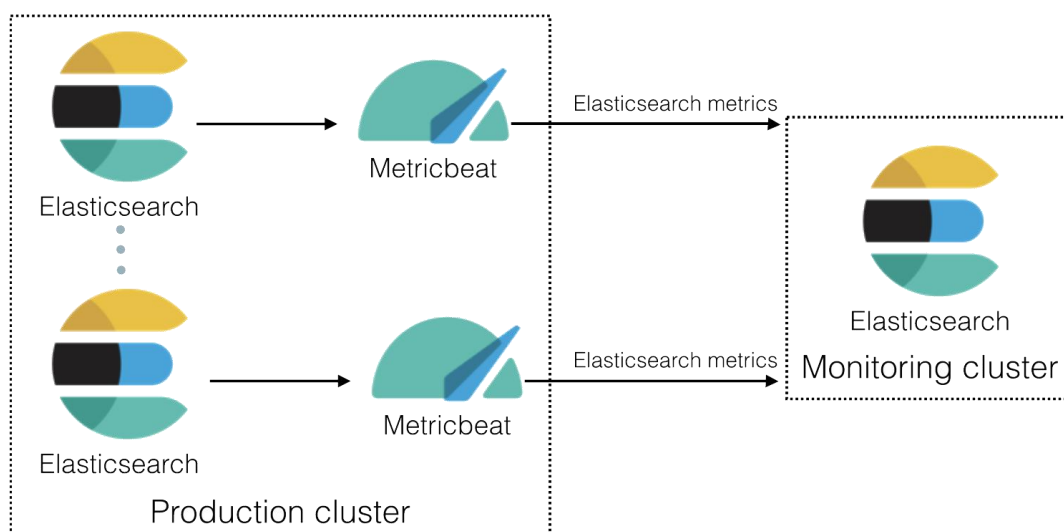 Elasticsearch metrics
Metricbeat
Elasticsearch
Elasticsearch
Elasticsearch metrics
Monitoring cluster
Metricbeat
Elasticsearch
Production cluster